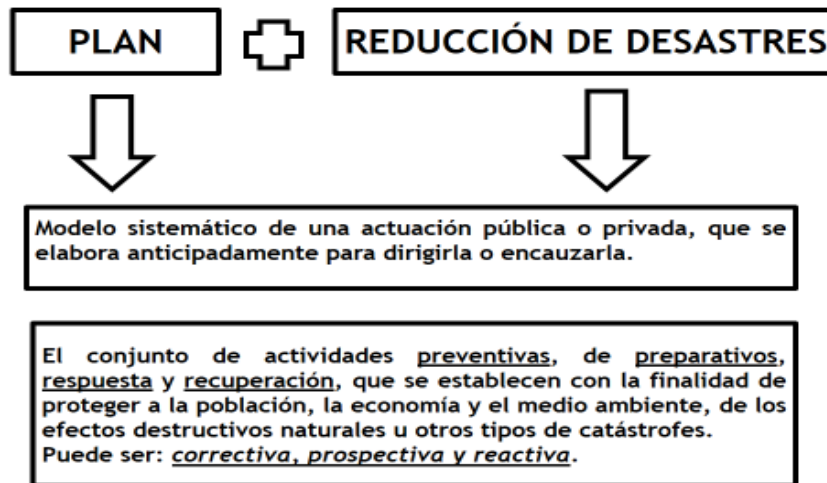 PLAN
REDUCCIÓN DE DESASTRES
Modelo sistemático de una actuación pública o privada, que se
elabora anticipadamente para dirigirla o encauzarla.
El conjunto de actividades preventivas, de preparativos,
respuesta y recuperación, que se establecen con la finalidad de
proteger a la población, la economía y el medio ambiente, de los
efectos destructivos naturales u otros tipos de catástrofes.
Puede ser: correctiva, prospectiva y reactiva.